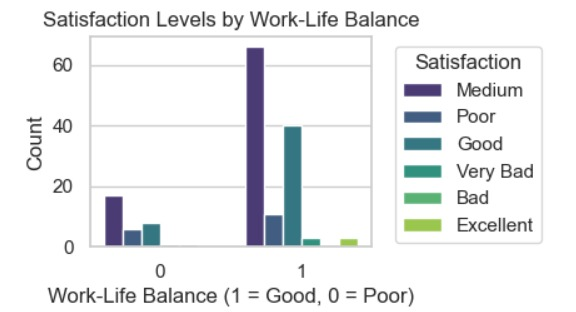 Satisfaction Levels by Work-Life Balance
60
40
20
0
Count
0
1
Work-Life Balance (1 = Good, 0 = Poor)
Satisfaction
Medium
Poor
Good
Very Bad
Bad
Excellent